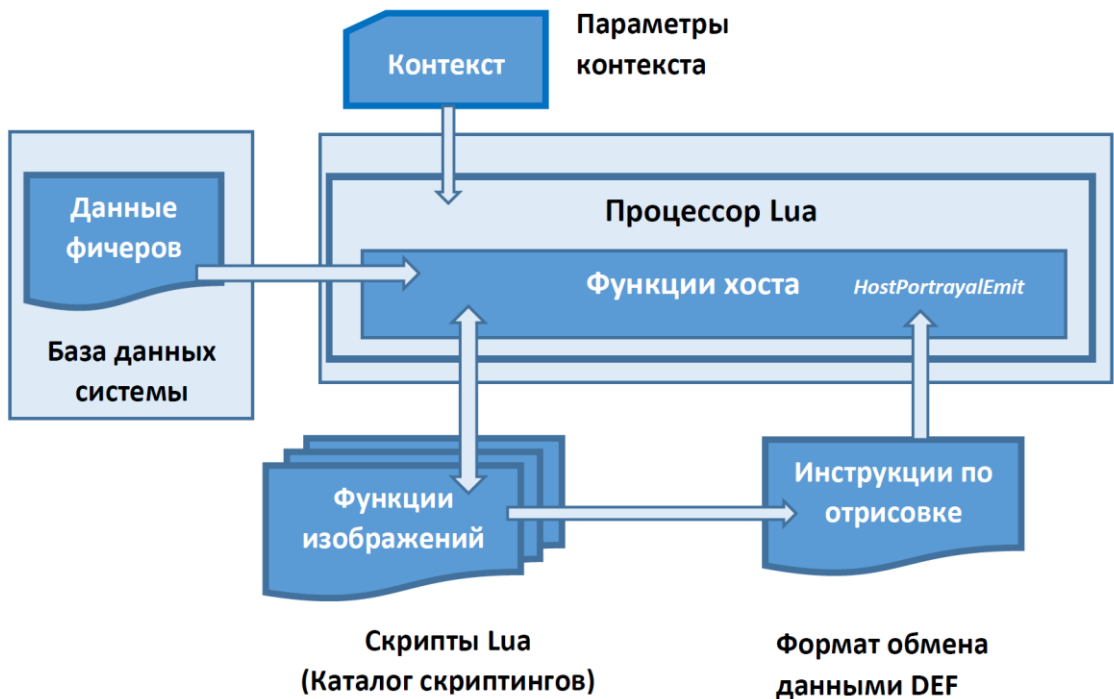 Контекст
Параметры
контекста
Данные
фичеров
База данных
системы
Процессор Lua
Функции хоста
HostPortrayalEmit
Функции
изображений
Инструкции по
отрисовке
Скрипты Lua
(Каталог скриптингов)
Формат обмена
данными DEF